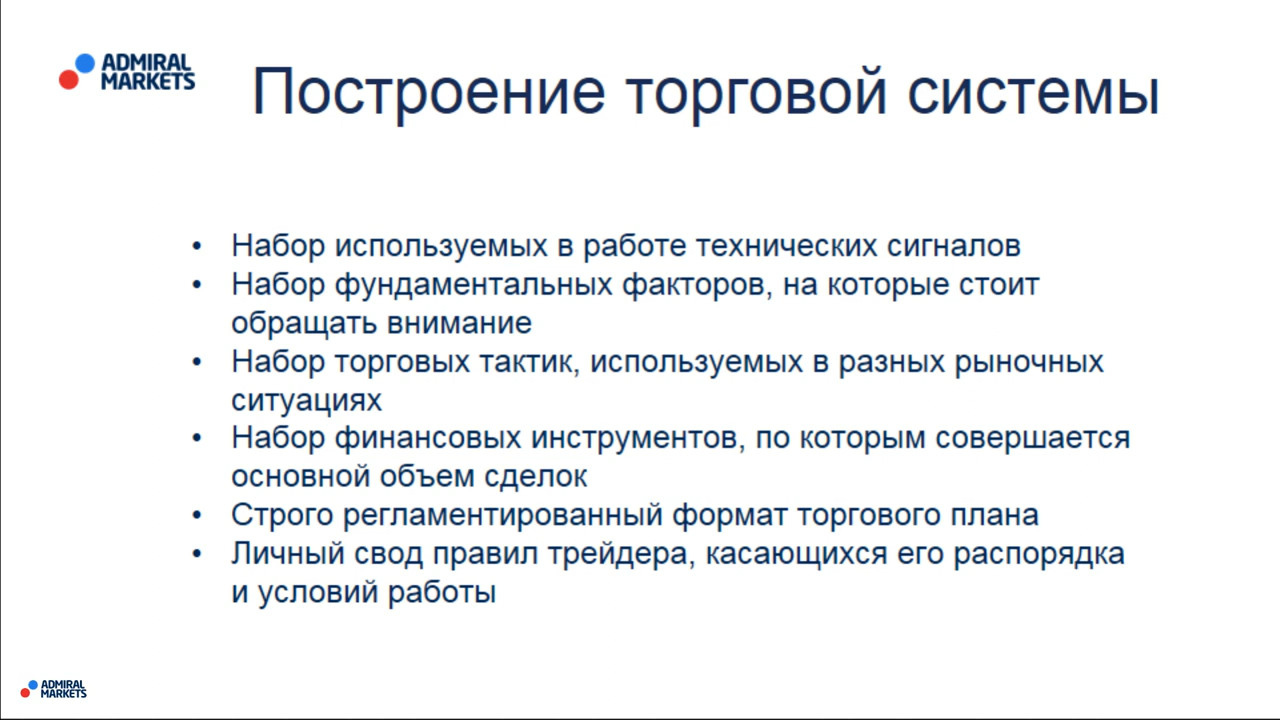 ADMIRAL
MARKETS
Построение торговой системы
• Набор используемых в работе технических сигналов
• Набор фундаментальных факторов, на которые стоит
обращать внимание
• Набор торговых тактик, используемых в разных рыночных
ситуациях
• Набор финансовых инструментов, по которым совершается
основной объем сделок
• Строго регламентированный формат торгового плана
• Личный свод правил трейдера, касающихся его распорядка
и условий работы
ADMIRAL
MARKETS